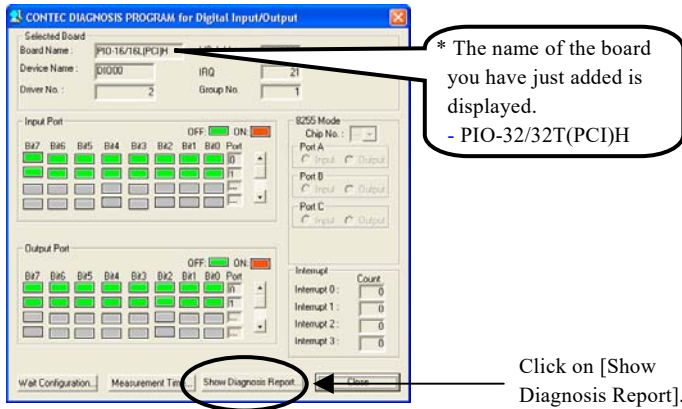 CONTEC DIAGNOSIS PROGRAM for Digital Input/Output
Selected Board
Board Name : PIO-16/16L(PCI)H
Device Name : DIO00
IRQ 21
Driver No. : 2
Group No. 1
* The name of the board
you have just added is
displayed.
- PIO-32/32T(PCI)H
Input Port
OFF: ON:
Bit7 Bit6 Bit5 Bit4 Bit3 Bit2 Bit1 Bit0 Port
0
1
---
---
8255 Mode
Chip No. : --
Port A
Input Output
Port B
Input Output
Port C
Input Output
Output Port
OFF: ON:
Bit7 Bit6 Bit5 Bit4 Bit3 Bit2 Bit1 Bit0 Port
0
1
---
---
Interrupt
Count
Interrupt 0 : 0
Interrupt 1 : 0
Interrupt 2 : 0
Interrupt 3 : 0
Wait Configuration... Measurement Time... Show Diagnosis Report... Close
Click on [Show
Diagnosis Report].